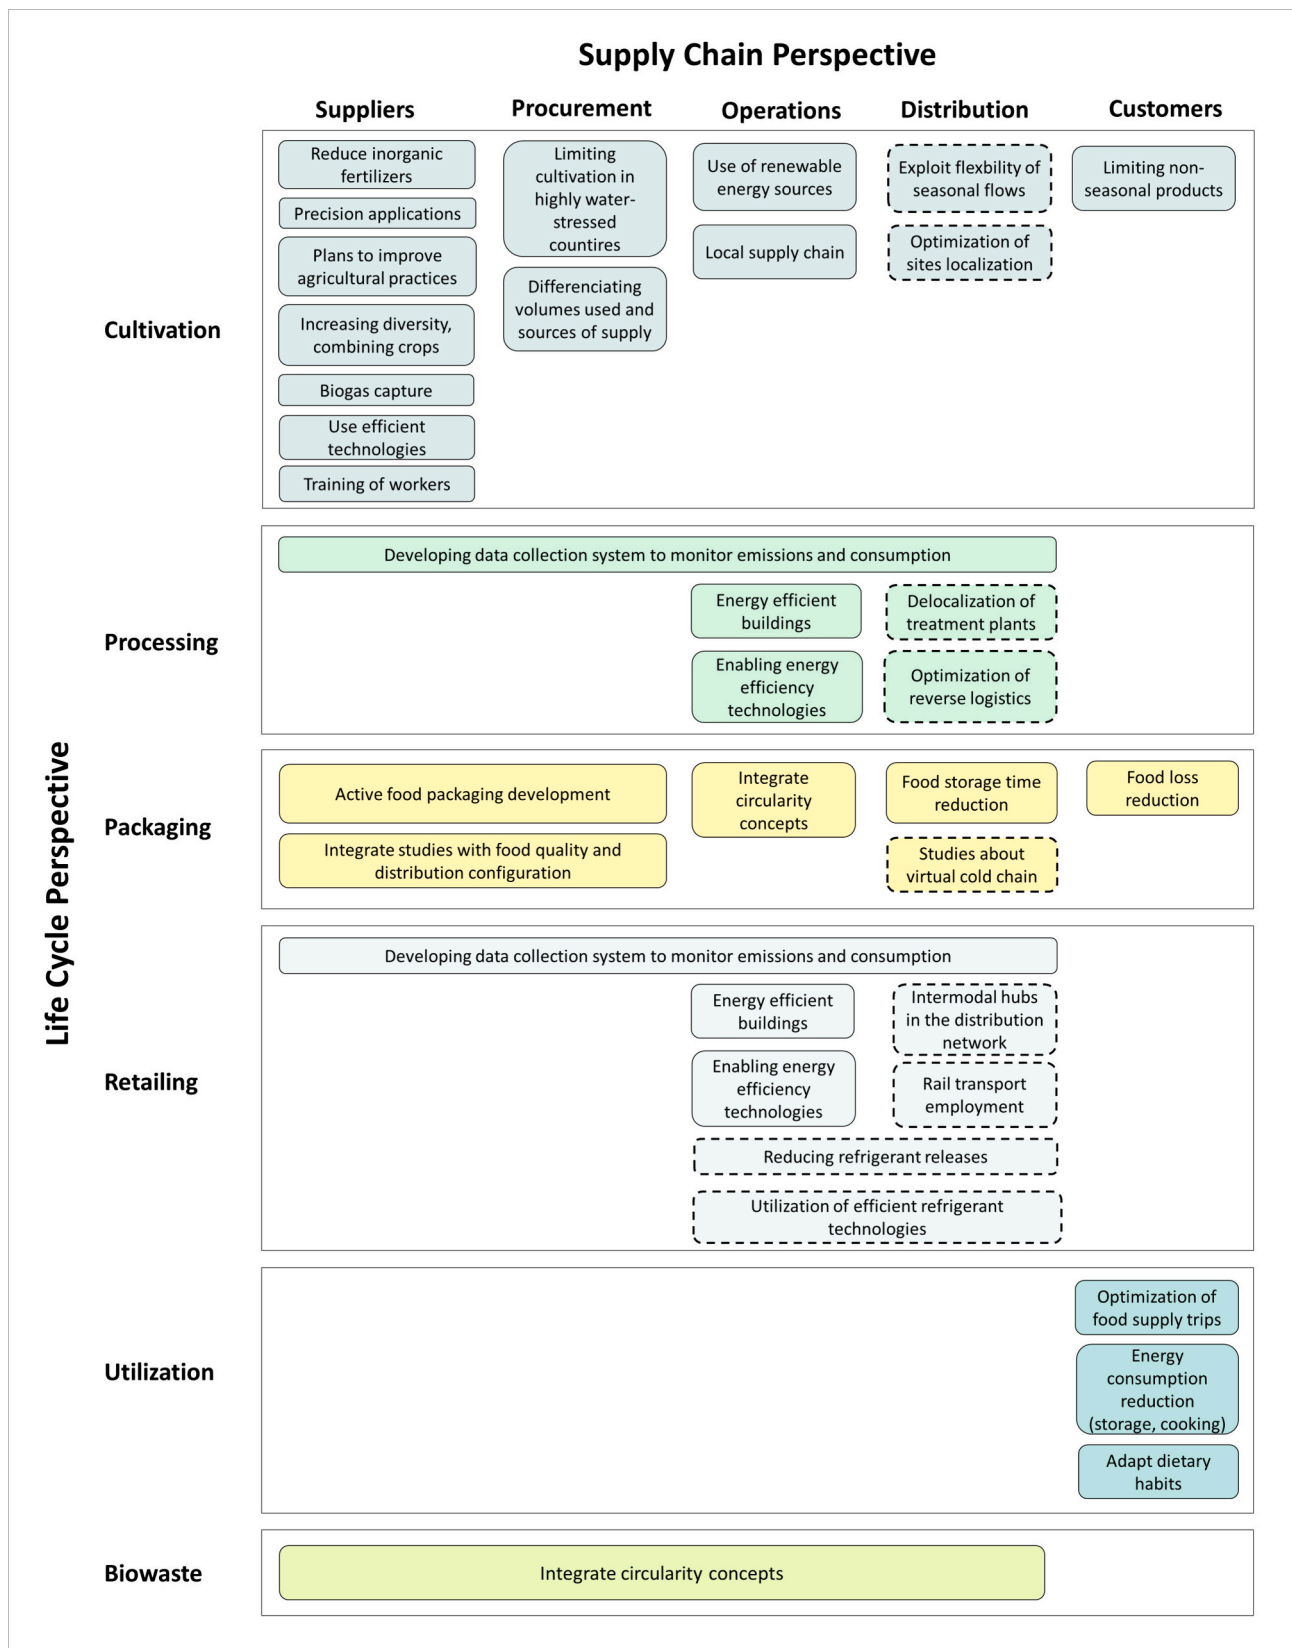 Supply Chain Perspective
Suppliers
Procurement
Operations
Distribution
Customers
Life Cycle Perspective
Cultivation
Reduce inorganic
fertilizers
Precision applications
Plans to improve
agricultural practices
Increasing diversity,
combining crops
Biogas capture
Use efficient
technologies
Training of workers
Limiting
cultivation in
highly water-
stressed
countires
Differenciating
volumes used and
sources of supply
Use of renewable
energy sources
Local supply chain
Exploit flexbility of
seasonal flows
Optimization of
sites localization
Limiting non-
seasonal products
Processing
Developing data collection system to monitor emissions and consumption
Energy efficient
buildings
Enabling energy
efficiency
technologies
Delocalization of
treatment plants
Optimization of
reverse logistics
Packaging
Active food packaging development
Integrate studies with food quality and
distribution configuration
Integrate
circularity
concepts
Food storage time
reduction
Studies about
virtual cold chain
Food loss
reduction
Retailing
Developing data collection system to monitor emissions and consumption
Energy efficient
buildings
Enabling energy
efficiency
technologies
Intermodal hubs
in the distribution
network
Rail transport
employment
Reducing refrigerant releases
Utilization of efficient refrigerant
technologies
Utilization
Optimization of
food supply trips
Energy
consumption
reduction
(storage, cooking)
Adapt dietary
habits
Biowaste
Integrate circularity concepts